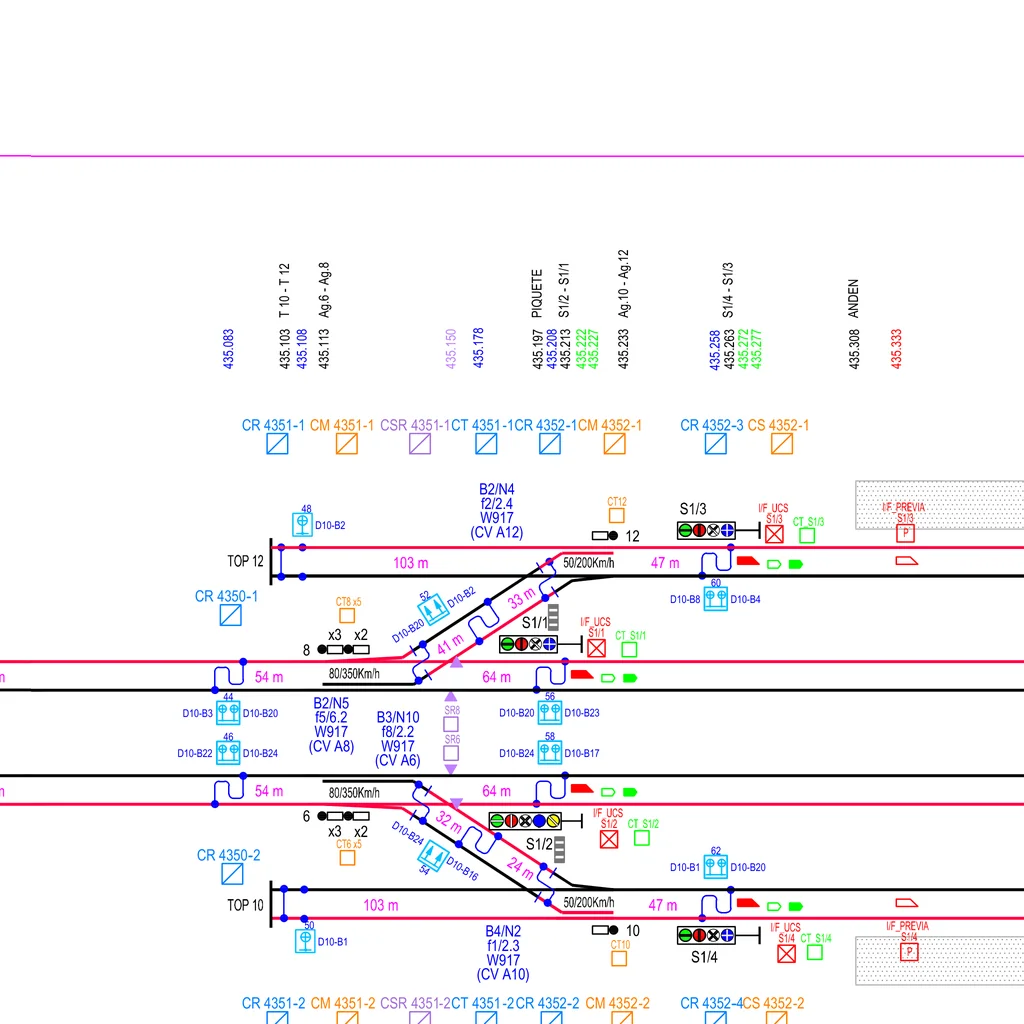 435.083
435.103 T 10 - T 12
435.108
435.113 Ag.6 - Ag.8
435.150
435.178
435.197 PIQUETE
435.208
435.213 S1/2 - S1/1
435.222
435.227
435.233 Ag.10 - Ag.12
435.258
435.263 S1/4 - S1/3
435.272
435.277
435.308 ANDEN
435.333
CR 4351-1 CM 4351-1 CSR 4351-1 CT 4351-1 CR 4352-1 CM 4352-1 CR 4352-3 CS 4352-1
B2/N4
f2/2.4
W917
(CV A12)
48
D10-B2
CT12
12
S1/3
I/F_UCS
S1/3
CT_S1/3
I/F_PREVIA
S1/3
P
TOP 12
103 m
50/200Km/h
47 m
CR 4350-1
CT8 x5
x3 x2
8
52
D10-B2
D10-B20
33 m
41 m
S1/1
I/F_UCS
S1/1
CT_S1/1
60
D10-B8 D10-B4
m
54 m
80/350Km/h
64 m
44
D10-B3 D10-B20
B2/N5
f5/6.2
W917
(CV A8)
B3/N10
f8/2.2
W917
(CV A6)
SR8
SR6
56
D10-B20 D10-B23
46
D10-B22 D10-B24
58
D10-B24 D10-B17
m
54 m
80/350Km/h
64 m
6
x3 x2
CT6 x5
32 m
D10-B24
54
D10-B16
24 m
S1/2
I/F_UCS
S1/2
CT_S1/2
CR 4350-2
62
D10-B1 D10-B20
TOP 10
103 m
50/200Km/h
47 m
50
D10-B1
B4/N2
f1/2.3
W917
(CV A10)
10
CT10
S1/4
I/F_UCS
S1/4
CT_S1/4
I/F_PREVIA
S1/4
P
CR 4351-2 CM 4351-2 CSR 4351-2 CT 4351-2 CR 4352-2 CM 4352-2 CR 4352-4 CS 4352-2